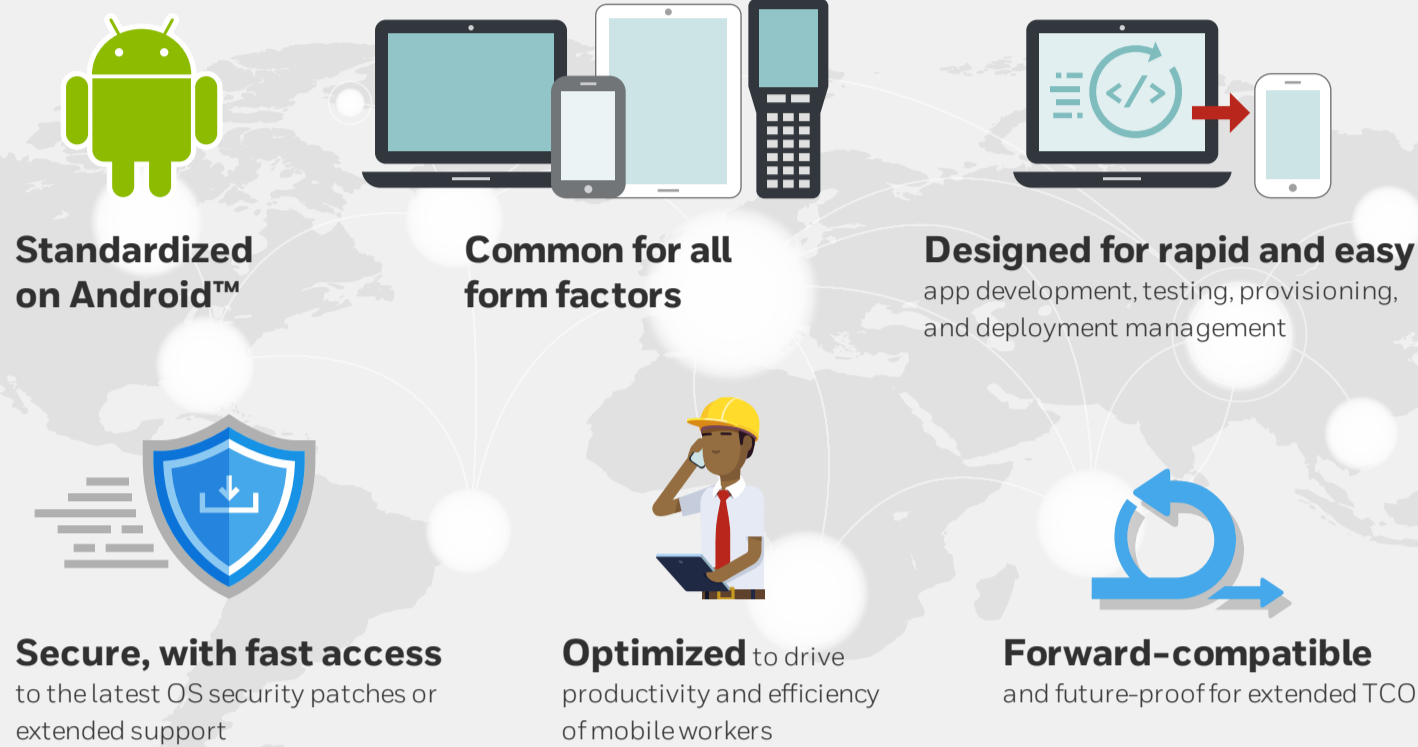 Standardized
on Android™
Common for all
form factors
Designed for rapid and easy
app development, testing, provisioning,
and deployment management
</>
Secure, with fast access
to the latest OS security patches or
extended support
Optimized to drive
productivity and efficiency
of mobile workers
Forward-compatible
and future-proof for extended TCO